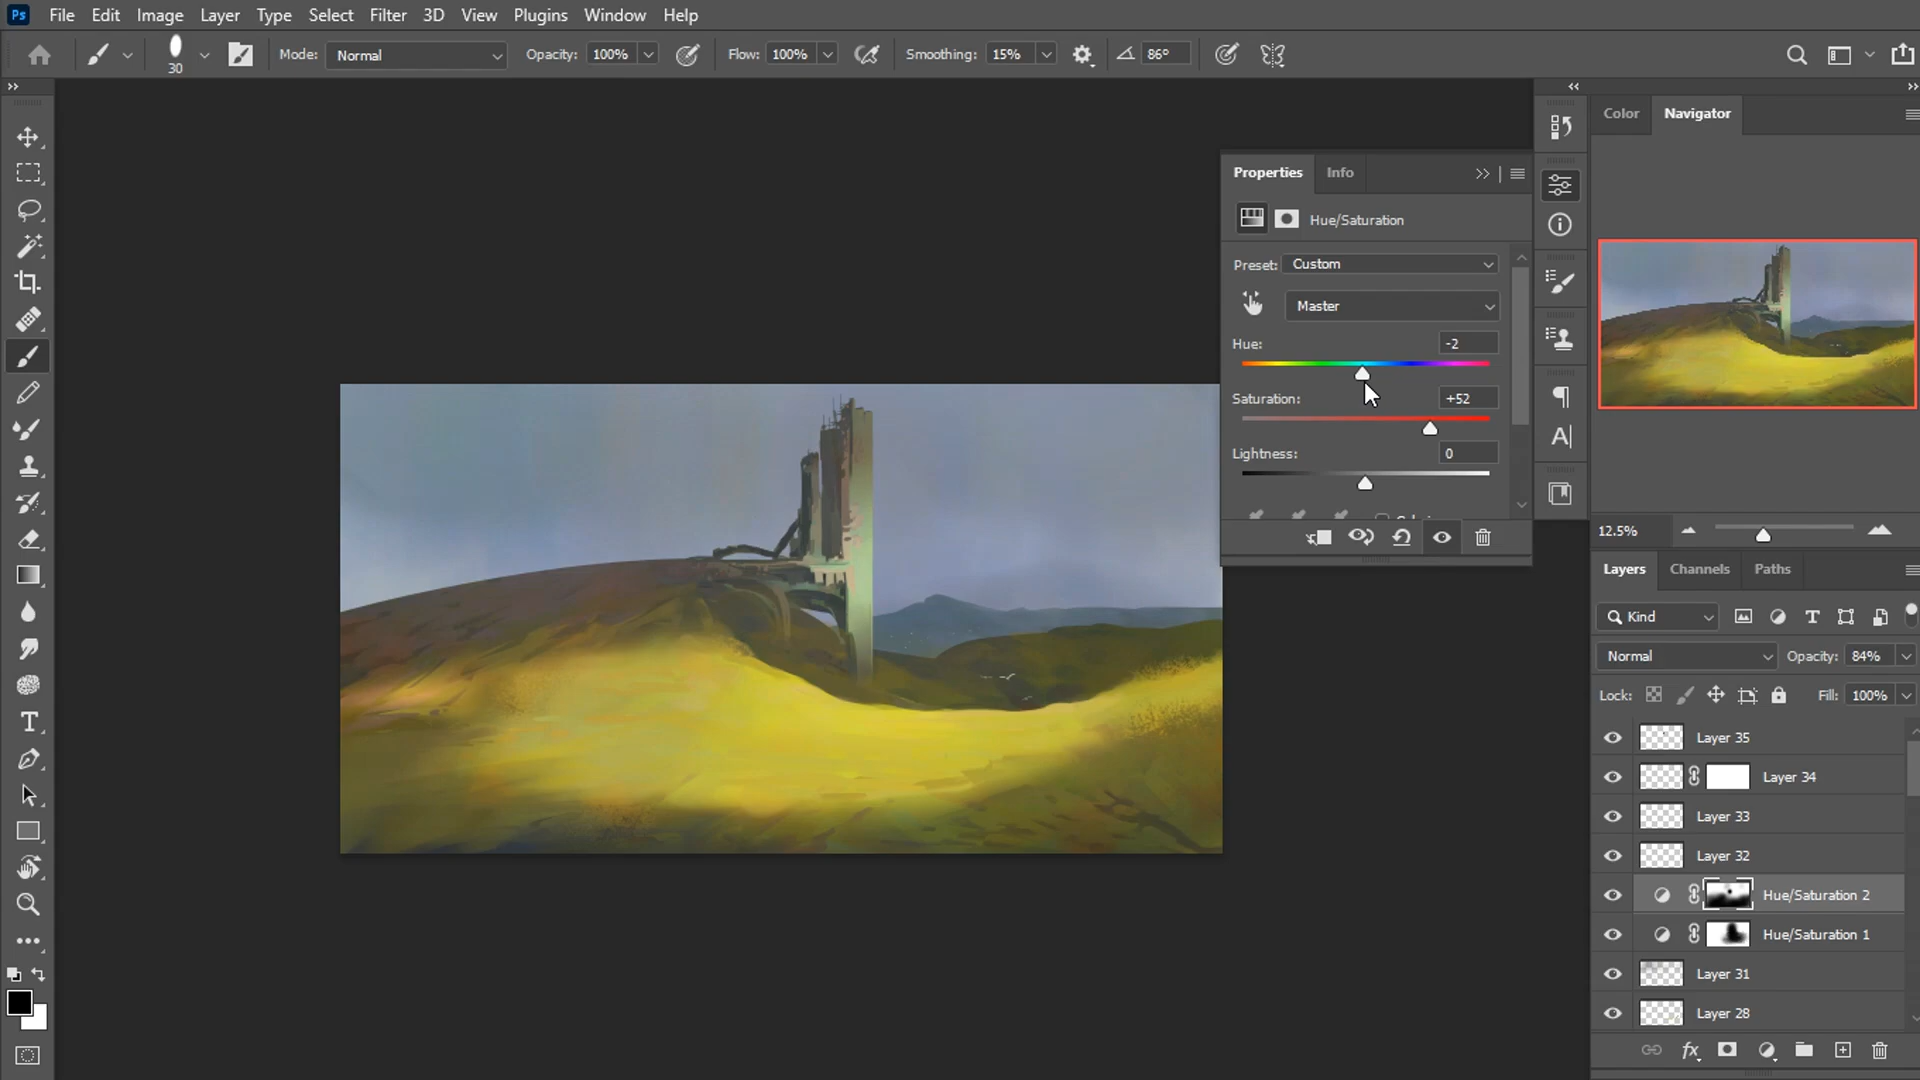 Ps File Edit Image Layer Type Select Filter 3D View Plugins Window Help
30 Mode: Normal Opacity: 100% Flow: 100% Smoothing: 15% 86°
Color Navigator
Properties Info
Hue/Saturation
Preset: Custom
Master
Hue: -2
Saturation: +52
Lightness: 0
12.5%
Layers Channels Paths
Kind
Normal Opacity: 84%
Lock: Fill: 100%
Layer 35
Layer 34
Layer 33
Layer 32
Hue/Saturation 2
Hue/Saturation 1
Layer 31
Layer 28